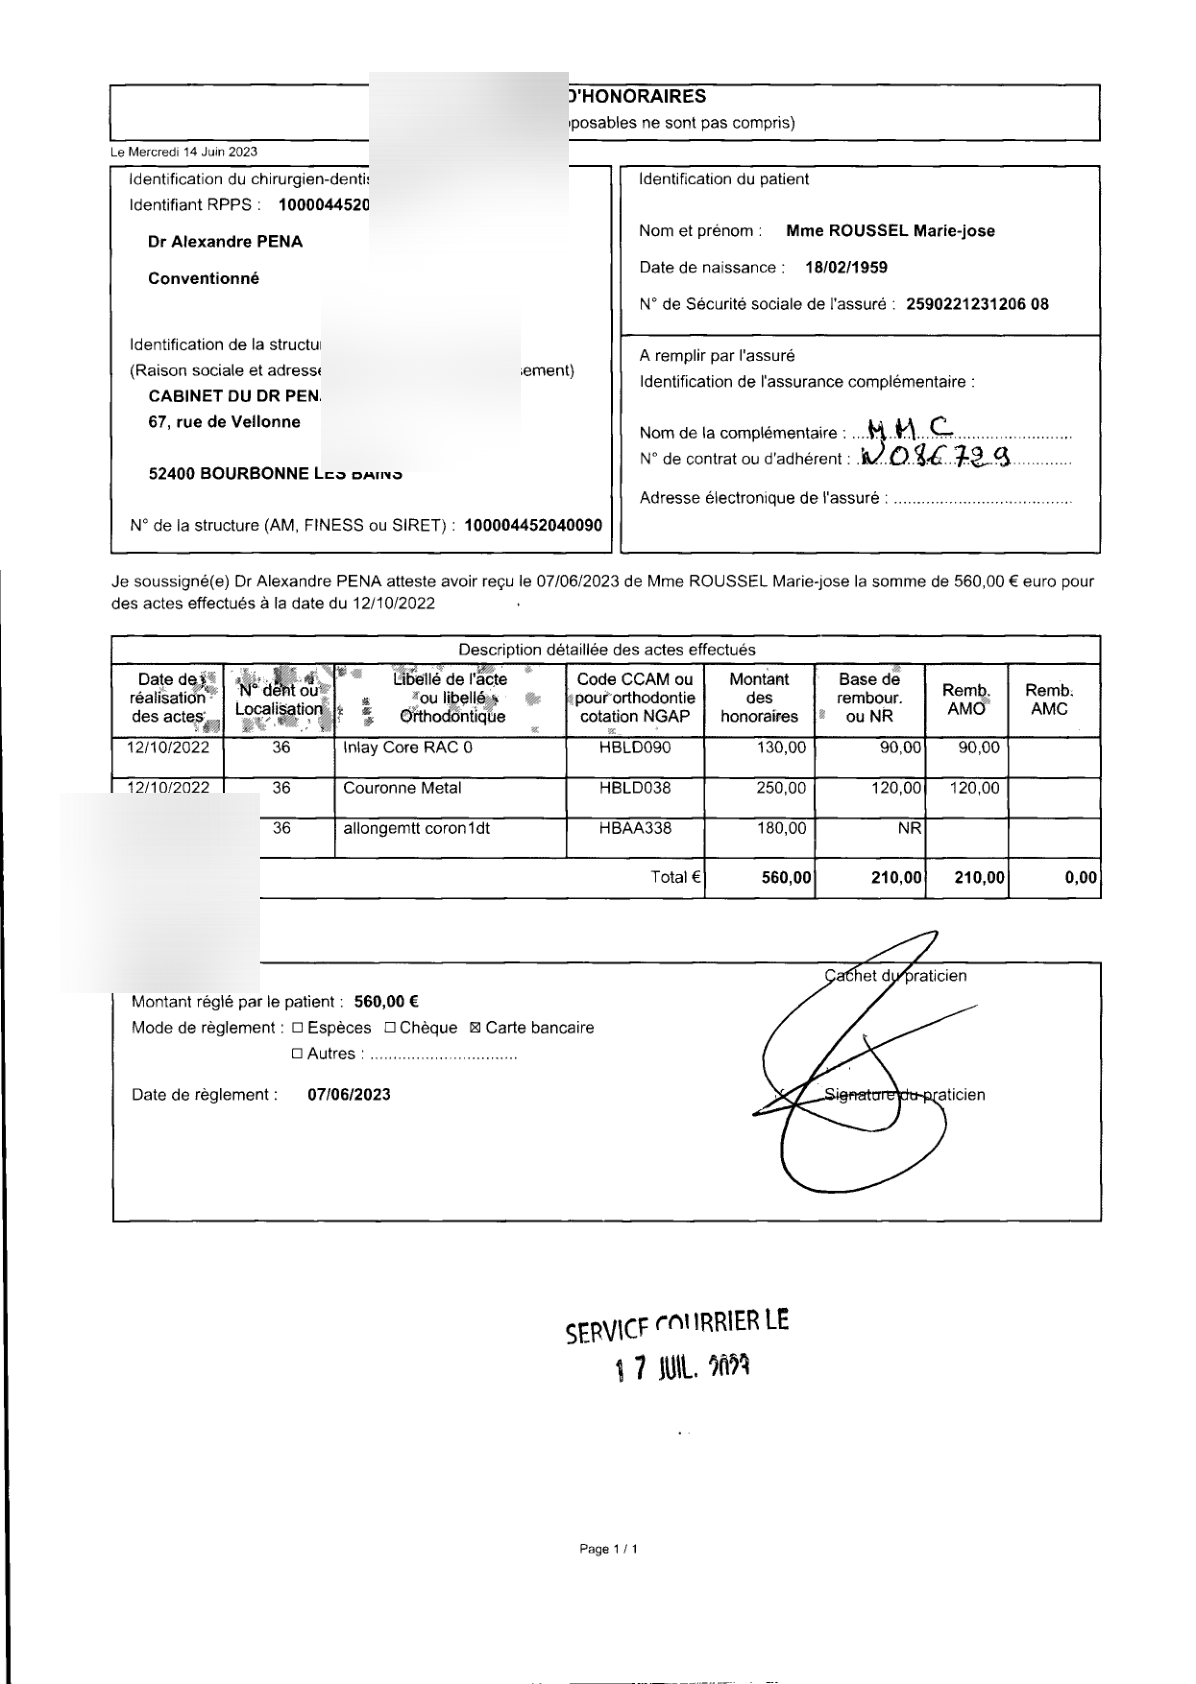 D'HONORAIRES
posables ne sont pas compris)
Le Mercredi 14 Juin 2023
Identification du chirurgien-dentis
Identifiant RPPS : 1000044520
Dr Alexandre PENA
Conventionné
Identification de la structu
(Raison sociale et adresse ement)
CABINET DU DR PENA
67, rue de Vellonne
52400 BOURBONNE LES BAINS
N° de la structure (AM, FINESS ou SIRET) : 100004452040090
Identification du patient
Nom et prénom : Mme ROUSSEL Marie-jose
Date de naissance : 18/02/1959
N° de Sécurité sociale de l'assuré : 2590221231206 08
A remplir par l'assuré
Identification de l'assurance complémentaire :
Nom de la complémentaire : MMC
N° de contrat ou d'adhérent : N086729
Adresse électronique de l'assuré :
Je soussigné(e) Dr Alexandre PENA atteste avoir reçu le 07/06/2023 de Mme ROUSSEL Marie-jose la somme de 560,00 € euro pour
des actes effectués à la date du 12/10/2022
Description détaillée des actes effectués
Date de réalisation des actes N° dent ou Localisation Libellé de l'acte ou libellé Orthodontique Code CCAM ou pour orthodontie cotation NGAP Montant des honoraires Base de rembour. ou NR Remb. AMO Remb. AMC
12/10/2022 36 Inlay Core RAC 0 HBLD090 130,00 90,00 90,00
12/10/2022 36 Couronne Metal HBLD038 250,00 120,00 120,00
36 allongemtt coron1dt HBAA338 180,00 NR
Total € 560,00 210,00 210,00 0,00
Montant réglé par le patient : 560,00 €
Mode de règlement : ☐ Espèces ☐ Chèque ☒ Carte bancaire
☐ Autres :
Date de règlement : 07/06/2023
Cachet du praticien
Signature du praticien
SERVICE COURRIER LE
17 JUIL. 2023
Page 1 / 1